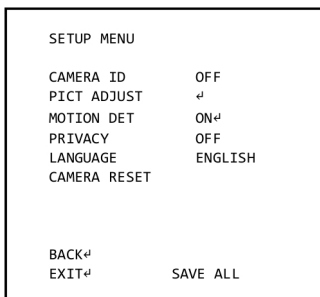 SETUP MENU
CAMERA ID OFF
PICT ADJUST ↵
MOTION DET ON↵
PRIVACY OFF
LANGUAGE ENGLISH
CAMERA RESET
BACK↵
EXIT↵ SAVE ALL